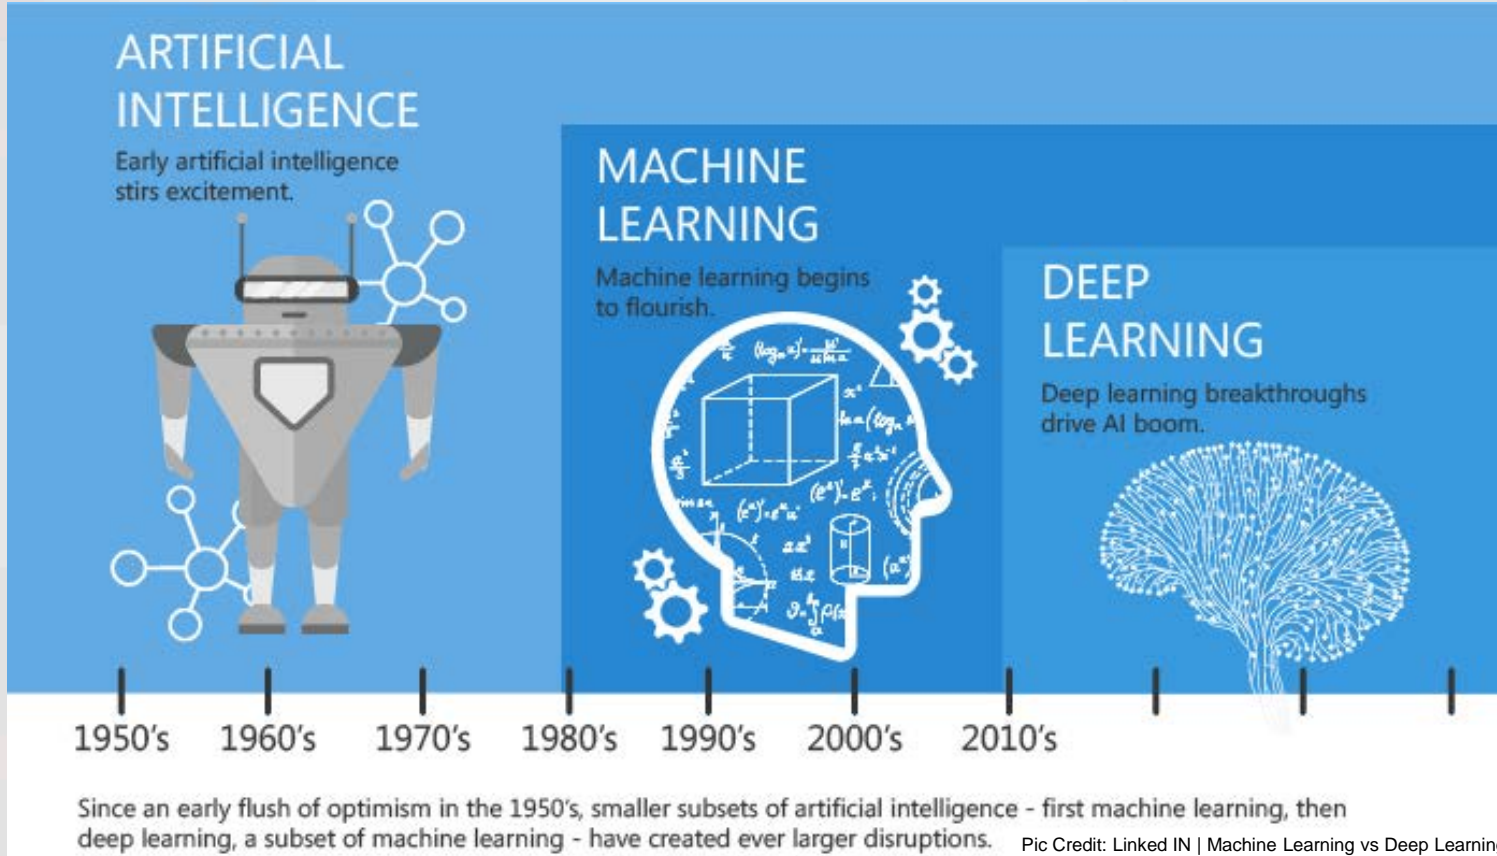 ARTIFICIAL
INTELLIGENCE
Early artificial intelligence
stirs excitement.
MACHINE
LEARNING
Machine learning begins
to flourish.
DEEP
LEARNING
Deep learning breakthroughs
drive AI boom.
1950's 1960's 1970's 1980's 1990's 2000's 2010's
Since an early flush of optimism in the 1950's, smaller subsets of artificial intelligence - first machine learning, then
deep learning, a subset of machine learning - have created ever larger disruptions.
Pic Credit: Linked IN | Machine Learning vs Deep Learnin